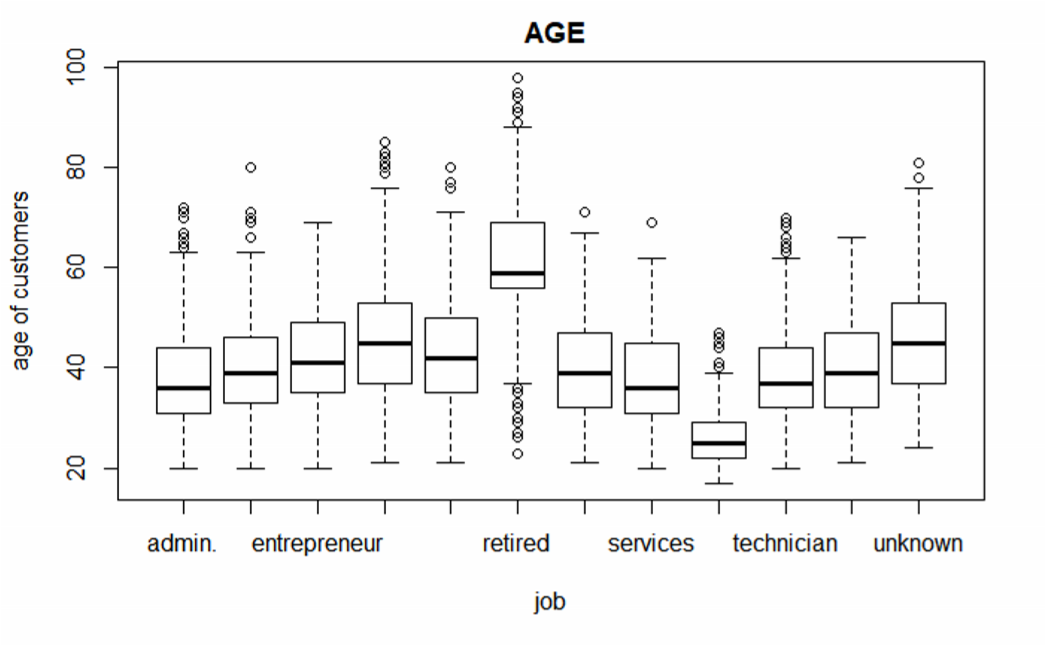 AGE
age of customers
100
80
60
40
20
admin. entrepreneur retired services technician unknown
job